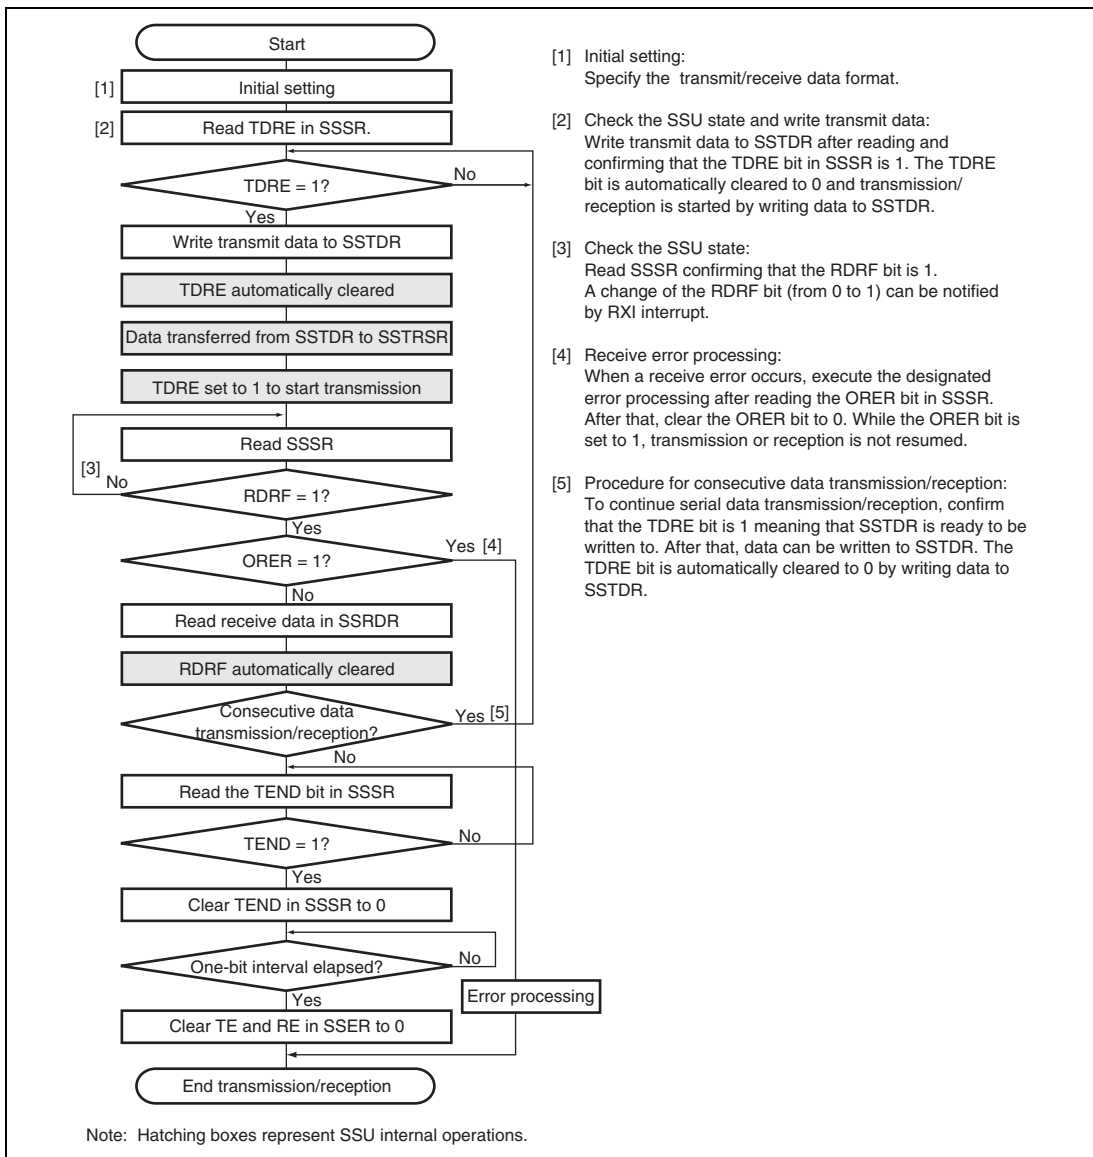 Start
[1] Initial setting
[2] Read TDRE in SSSR.
TDRE = 1?
No
Yes
Write transmit data to SSTDR
TDRE automatically cleared
Data transferred from SSTDR to SSTRSR
TDRE set to 1 to start transmission
Read SSSR
[3]
No
RDRF = 1?
Yes
ORER = 1?
Yes [4]
No
Read receive data in SSRDR
RDRF automatically cleared
Consecutive data
transmission/reception?
Yes [5]
No
Read the TEND bit in SSSR
TEND = 1?
No
Yes
Clear TEND in SSSR to 0
One-bit interval elapsed?
No
Yes
Error processing
Clear TE and RE in SSER to 0
End transmission/reception
[1] Initial setting:
Specify the transmit/receive data format.
[2] Check the SSU state and write transmit data:
Write transmit data to SSTDR after reading and
confirming that the TDRE bit in SSSR is 1. The TDRE
bit is automatically cleared to 0 and transmission/
reception is started by writing data to SSTDR.
[3] Check the SSU state:
Read SSSR confirming that the RDRF bit is 1.
A change of the RDRF bit (from 0 to 1) can be notified
by RXI interrupt.
[4] Receive error processing:
When a receive error occurs, execute the designated
error processing after reading the ORER bit in SSSR.
After that, clear the ORER bit to 0. While the ORER bit is
set to 1, transmission or reception is not resumed.
[5] Procedure for consecutive data transmission/reception:
To continue serial data transmission/reception, confirm
that the TDRE bit is 1 meaning that SSTDR is ready to be
written to. After that, data can be written to SSTDR. The
TDRE bit is automatically cleared to 0 by writing data to
SSTDR.
Note: Hatching boxes represent SSU internal operations.